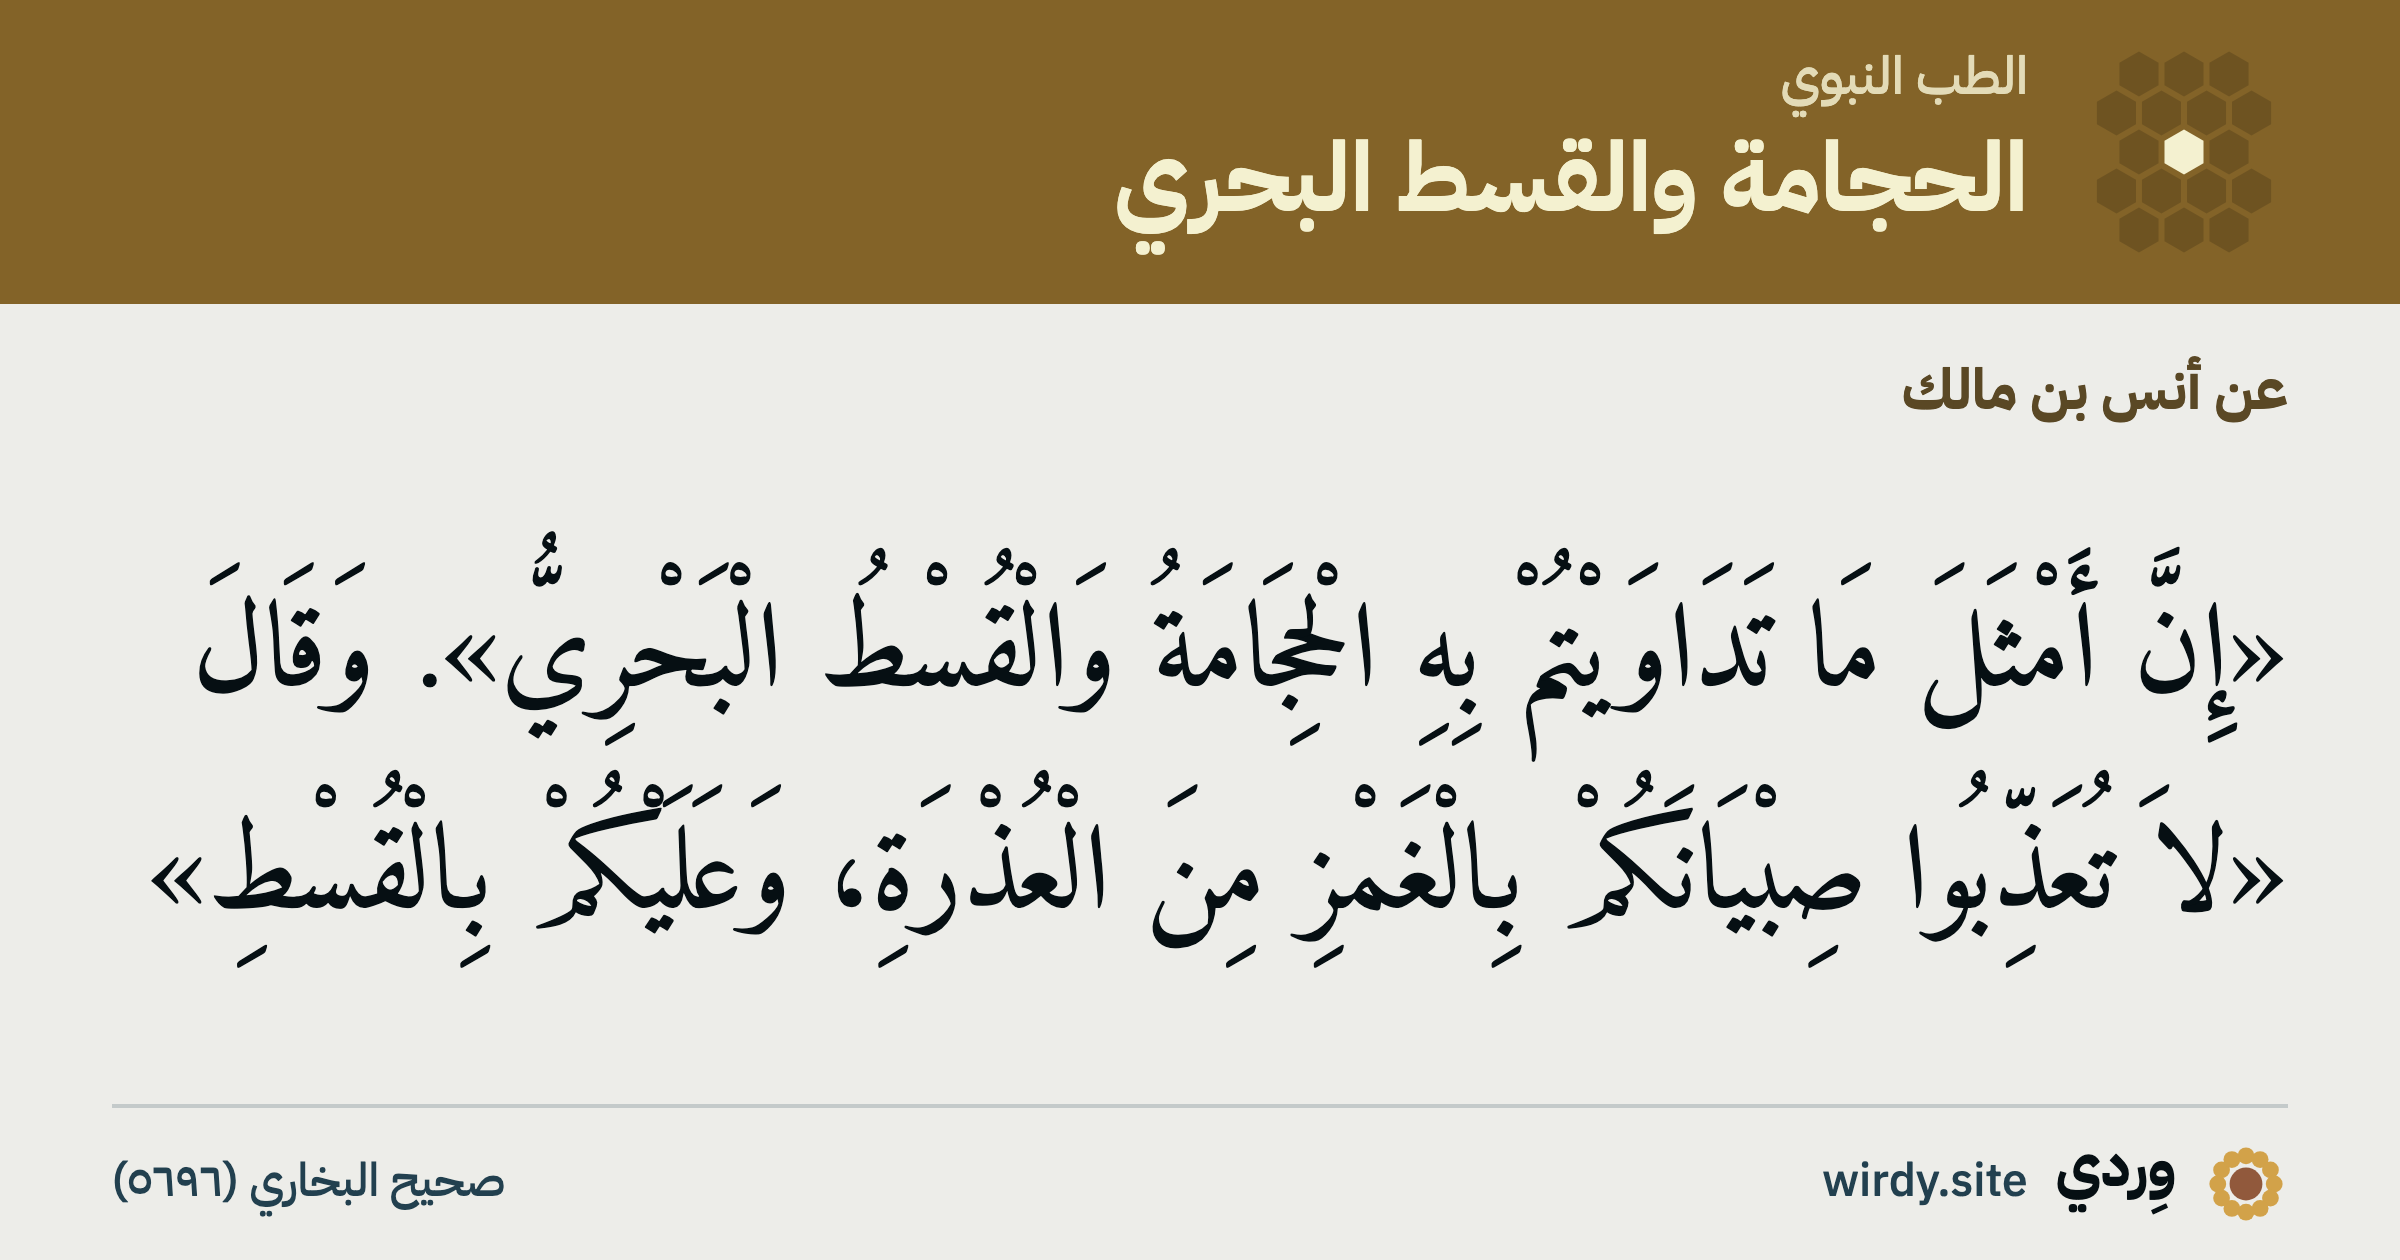 الطب النبوي
الحجامة والقسط البحري
عن أنس بن مالك
«إِنَّ أَمْثَلَ مَا تَدَاوَيْتُمْ بِهِ الْحِجَامَةُ وَالْقُسْطُ الْبَحْرِيُّ». وَقَالَ
«لاَ تُعَذِّبُوا صِبْيَانَكُمْ بِالْغَمْزِ مِنَ الْعُذْرَةِ، وَعَلَيْكُمْ بِالْقُسْطِ»
وِردي wirdy.site
صحيح البخاري (٥٦٩٦)